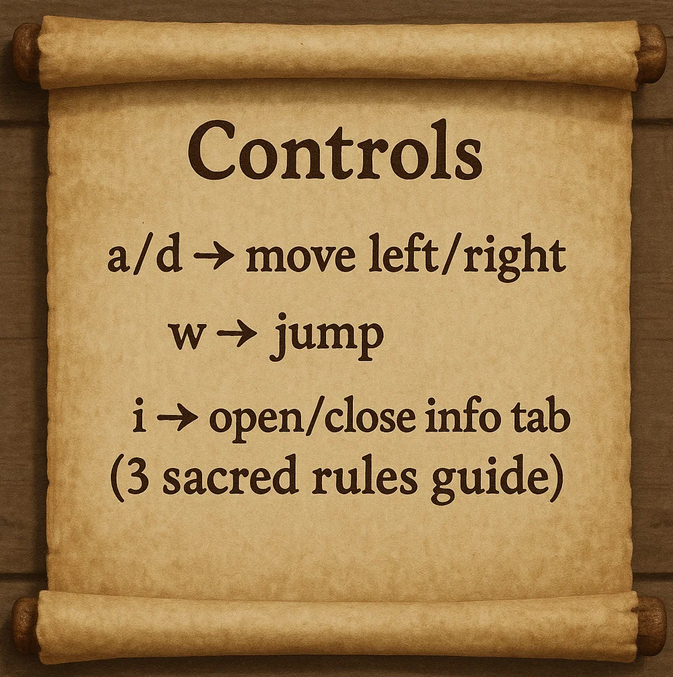 Controls
a/d → move left/right
w → jump
i → open/close info tab
(3 sacred rules guide)